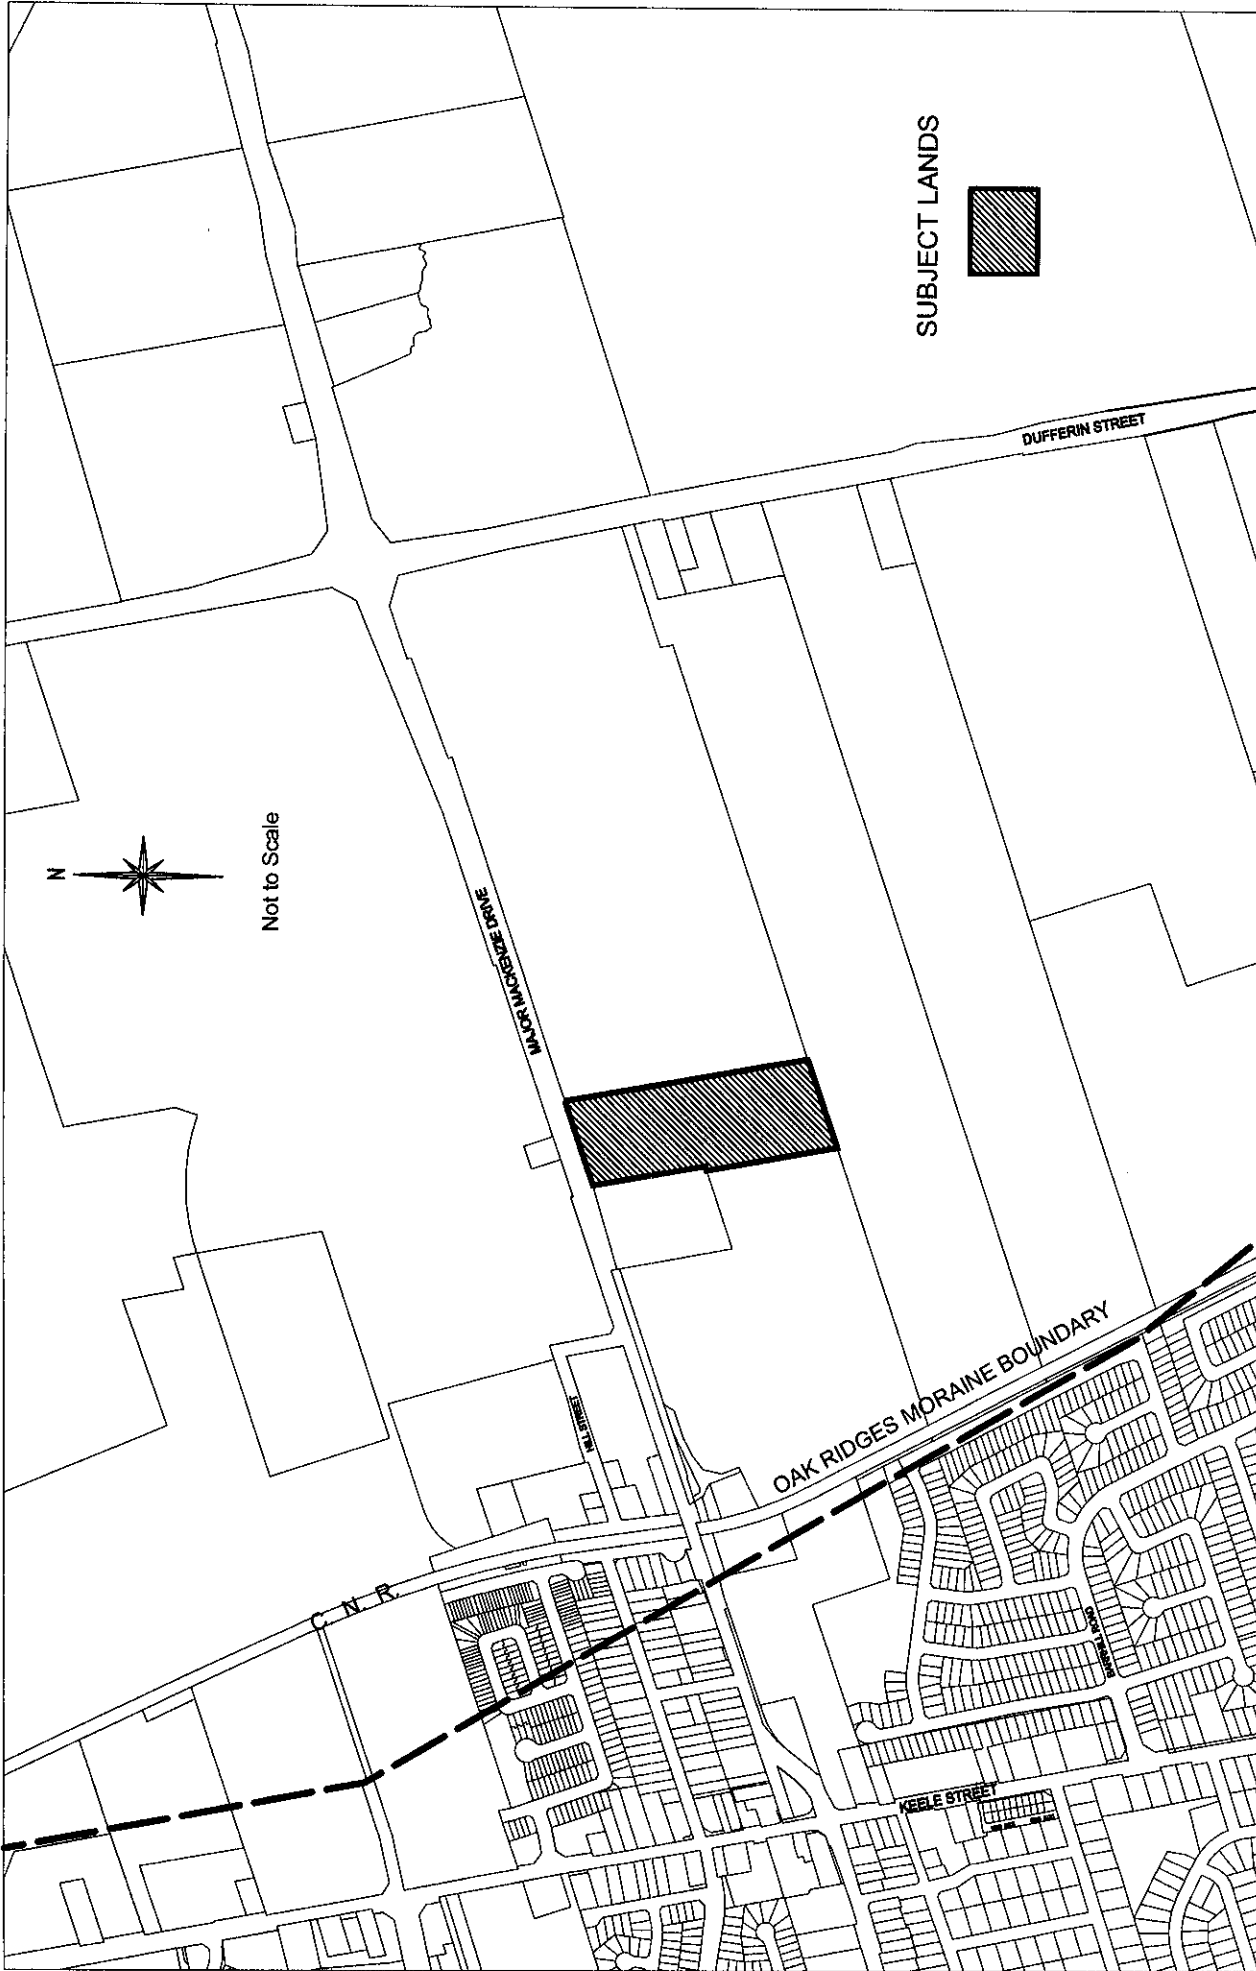 SUBJECT LANDS
DUFFERIN STREET
N
Not to Scale
MAJOR MACKENZIE DRIVE
HILL STREET
OAK RIDGES MORAINE BOUNDARY
C N R
KEELE STREET